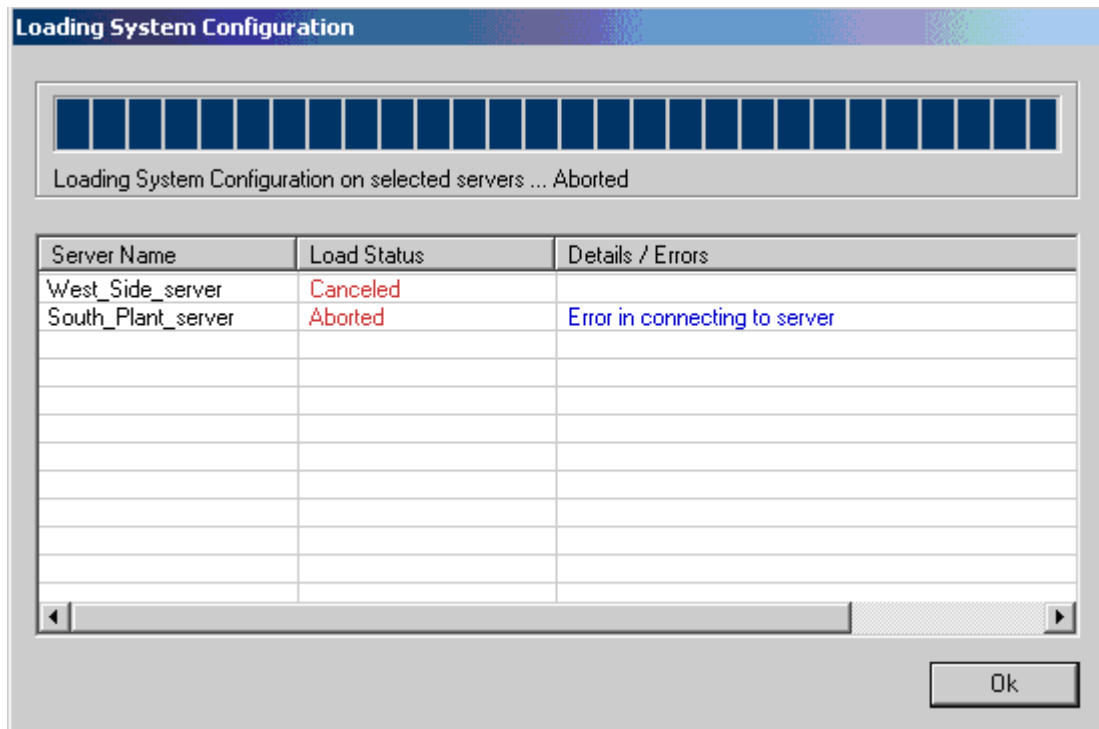 Loading System Configuration
Loading System Configuration on selected servers ... Aborted
Server Name Load Status Details / Errors
West_Side_server Canceled
South_Plant_server Aborted Error in connecting to server
Ok